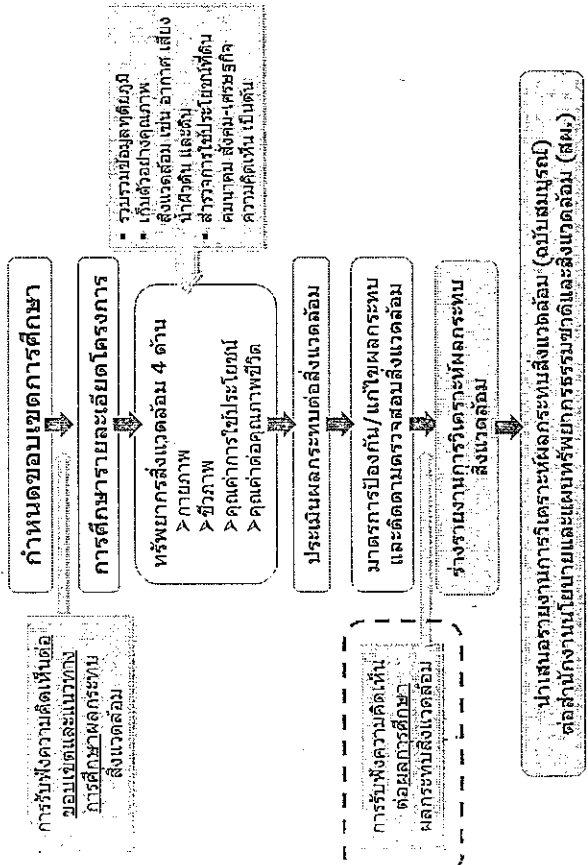 กำหนดขอบเขตการศึกษา
การรับฟังความคิดเห็นต่อ
ขอบเขตและแนวทาง
การศึกษาผลกระทบ
สิ่งแวดล้อม
การศึกษารายละเอียดโครงการ
ทรัพยากรสิ่งแวดล้อม 4 ด้าน
➢ กายภาพ
➢ ชีวภาพ
➢ คุณค่าการใช้ประโยชน์
➢ คุณค่าต่อคุณภาพชีวิต
▪ รวบรวมข้อมูลทุติยภูมิ
▪ เก็บตัวอย่างคุณภาพ
สิ่งแวดล้อม เช่น อากาศ เสียง
น้ำผิวดิน และดิน
▪ สำรวจการใช้ประโยชน์ที่ดิน
คมนาคม สังคม-เศรษฐกิจ
ความคิดเห็น เป็นต้น
ประเมินผลกระทบต่อสิ่งแวดล้อม
มาตรการป้องกัน/แก้ไขผลกระทบ
และติดตามตรวจสอบสิ่งแวดล้อม
การรับฟังความคิดเห็น
ต่อผลการศึกษา
ผลกระทบสิ่งแวดล้อม
ร่างรายงานการวิเคราะห์ผลกระทบ
สิ่งแวดล้อม
นำเสนอรายงานการวิเคราะห์ผลกระทบสิ่งแวดล้อม (ฉบับสมบูรณ์)
ต่อสำนักงานนโยบายและแผนทรัพยากรธรรมชาติและสิ่งแวดล้อม (สผ.)